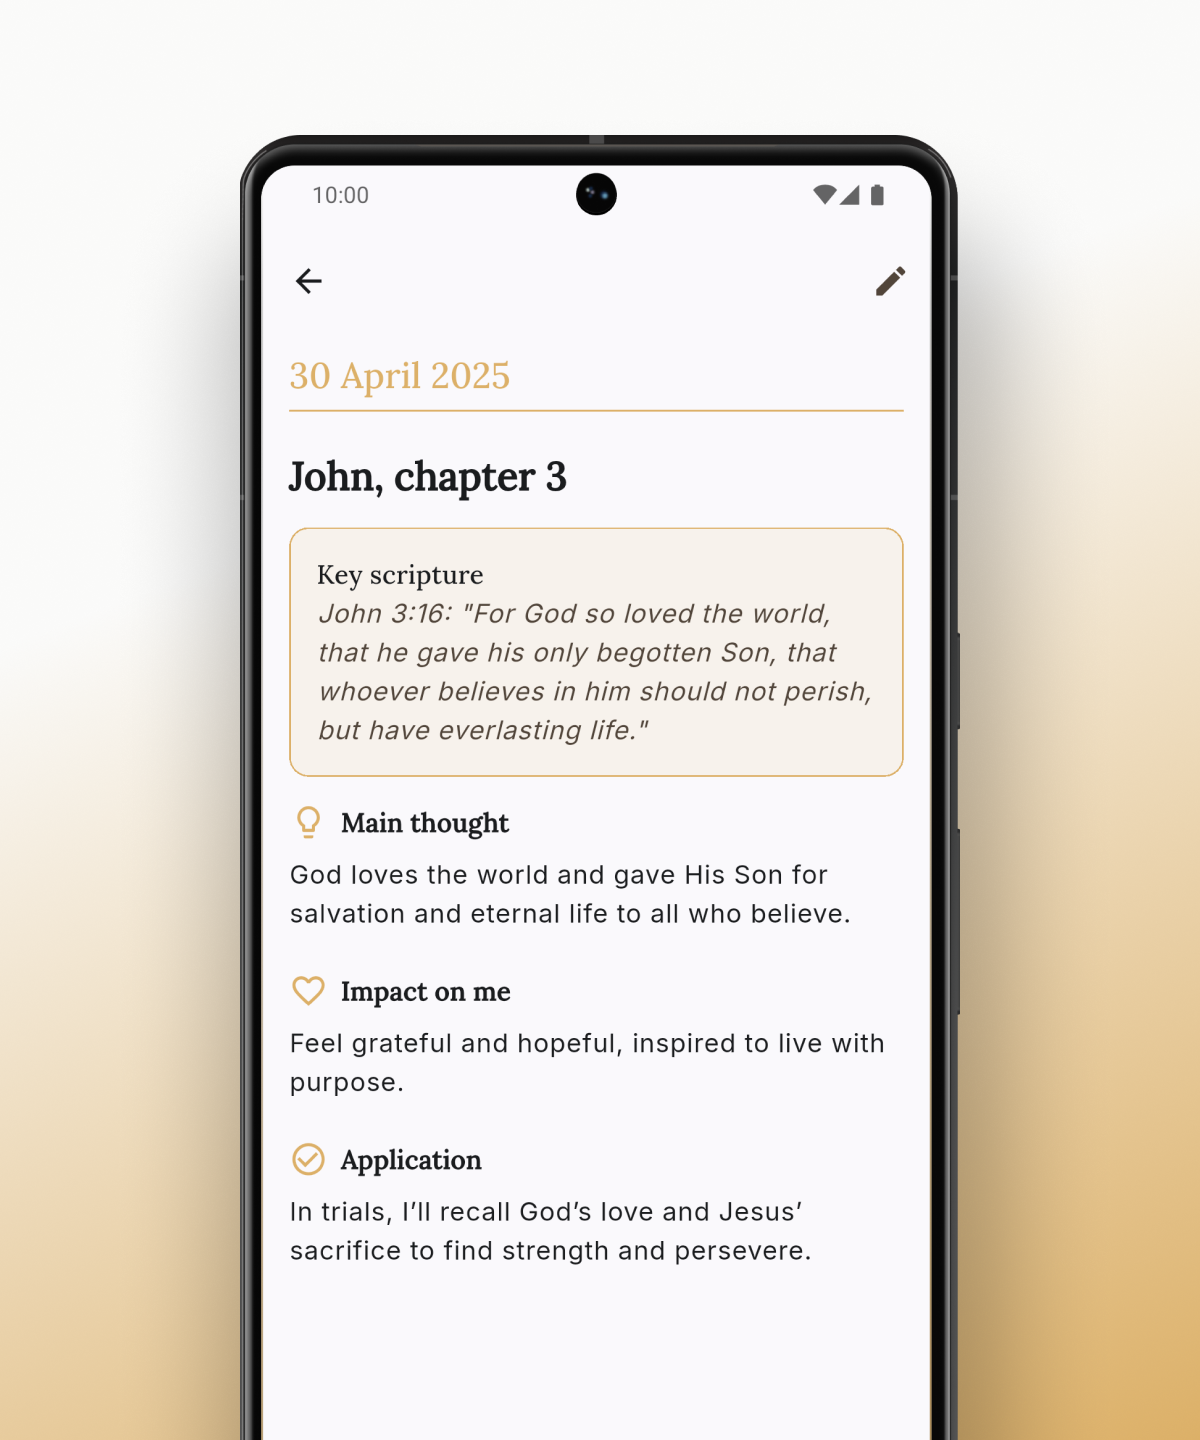 10:00
30 April 2025
John, chapter 3
Key scripture
John 3:16: "For God so loved the world,
that he gave his only begotten Son, that
whoever believes in him should not perish,
but have everlasting life."
Main thought
God loves the world and gave His Son for
salvation and eternal life to all who believe.
Impact on me
Feel grateful and hopeful, inspired to live with
purpose.
Application
In trials, I’ll recall God’s love and Jesus’
sacrifice to find strength and persevere.